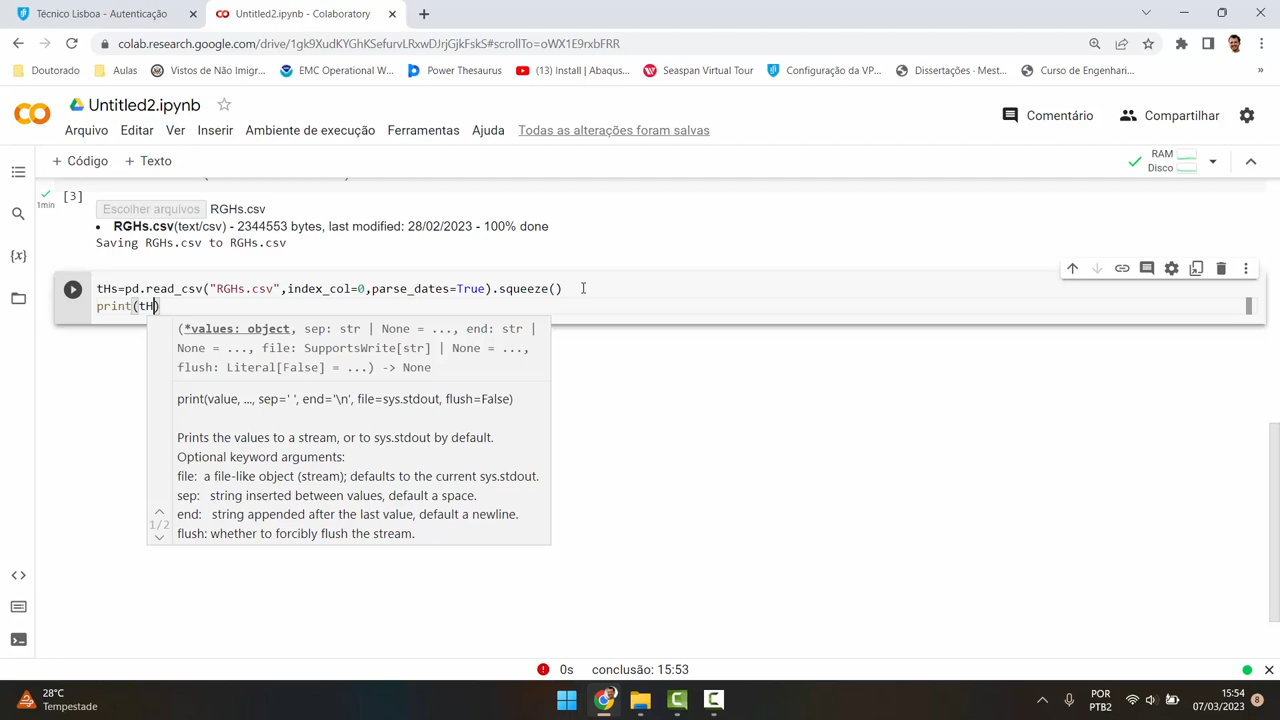 Técnico Lisboa - Autenticação
Untitled2.ipynb - Colaboratory
colab.research.google.com/drive/1gk9XudKYGhKSefurvLRxwDJrjGjkFskS#scrollTo=oWX1E9rxbFRR
Doutorado
Aulas
Vistos de Não Imigr...
EMC Operational W...
Power Thesaurus
(13) Install | Abaqus...
Seaspan Virtual Tour
Configuração da VP...
Dissertações · Mest...
Curso de Engenhari...
»
CO
Untitled2.ipynb
Comentário
Compartilhar
Arquivo
Editar
Ver
Inserir
Ambiente de execução
Ferramentas
Ajuda
Todas as alterações foram salvas
+ Código
+ Texto
RAM
Disco
[3]
1min
Escolher arquivos RGHs.csv
• RGHs.csv(text/csv) - 2344553 bytes, last modified: 28/02/2023 - 100% done
Saving RGHs.csv to RGHs.csv
{x}
tHs=pd.read_csv("RGHs.csv",index_col=0,parse_dates=True).squeeze()
print(tH)
(*values: object, sep: str | None = ..., end: str |
None = ..., file: SupportsWrite[str] | None = ...,
flush: Literal[False] = ...) -> None
print(value, ..., sep=' ', end='\n', file=sys.stdout, flush=False)
Prints the values to a stream, or to sys.stdout by default.
Optional keyword arguments:
file: a file-like object (stream); defaults to the current sys.stdout.
sep: string inserted between values, default a space.
end: string appended after the last value, default a newline.
flush: whether to forcibly flush the stream.
1/2
0s conclusão: 15:53
28°C
Tempestade
POR
PTB2
15:54
07/03/2023
8